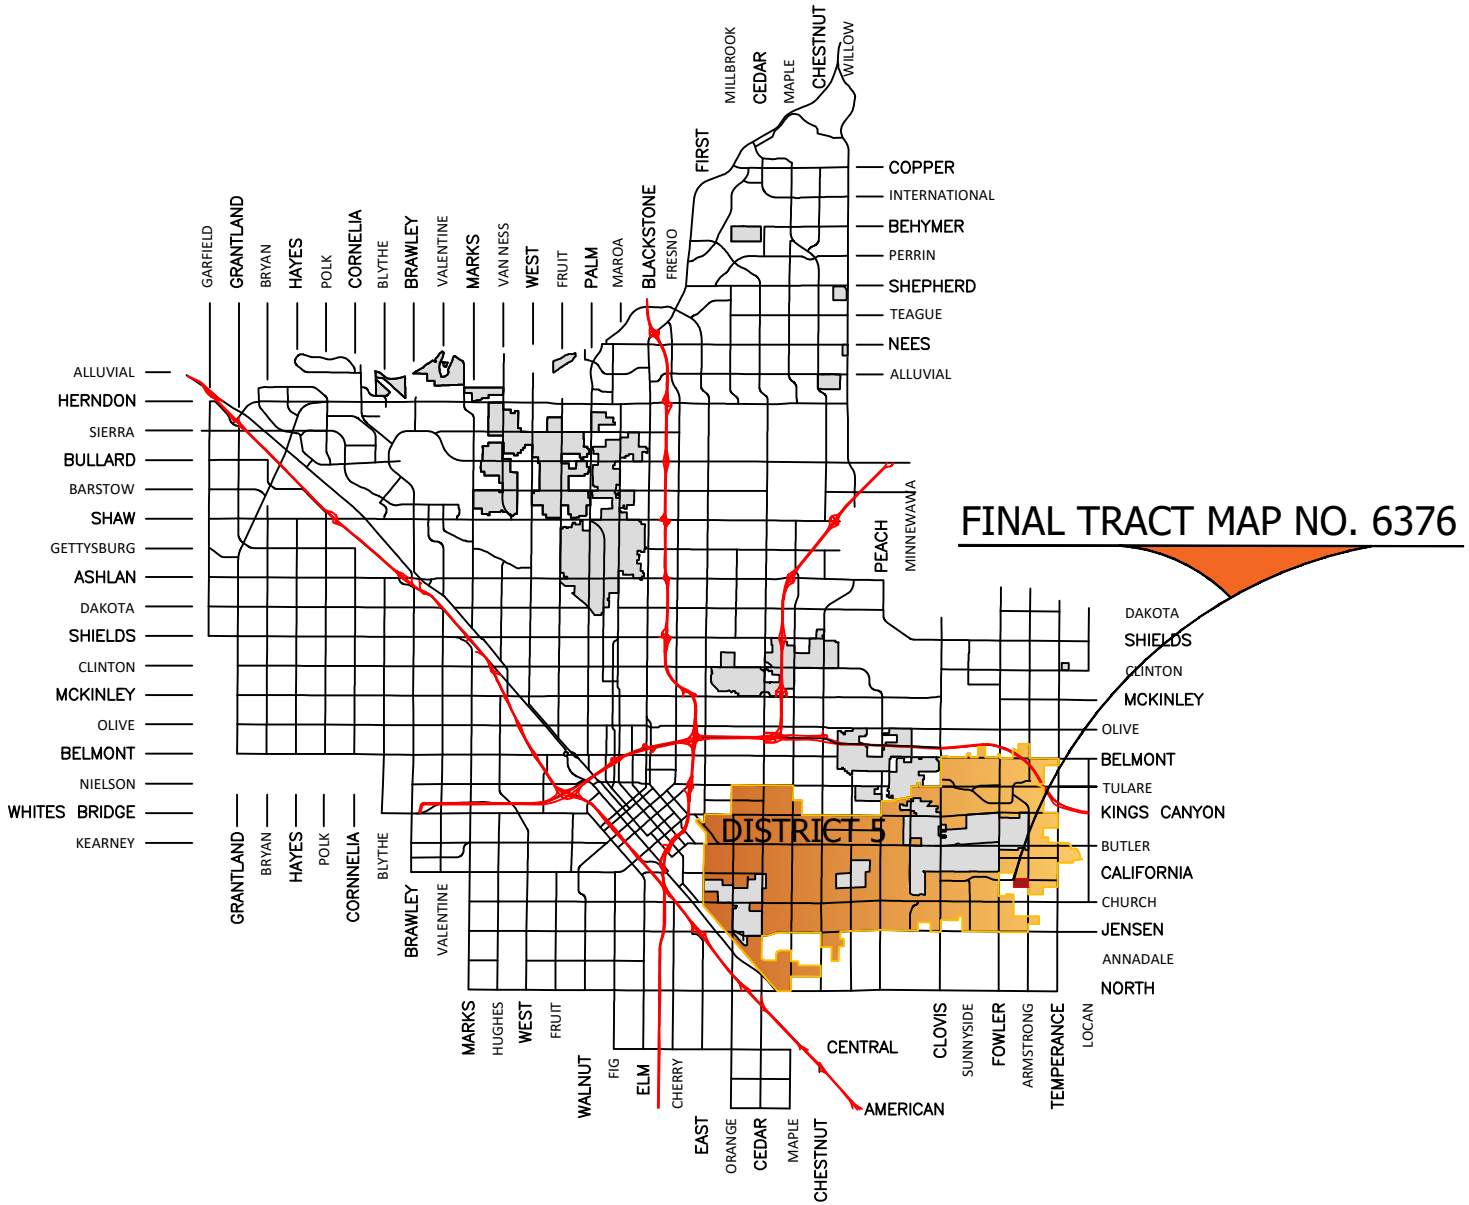 MILLBROOK
CEDAR
MAPLE
CHESTNUT
WILLOW
FIRST
COPPER
INTERNATIONAL
BEHYMER
PERRIN
SHEPHERD
TEAGUE
NEES
ALLUVIAL
GARFIELD
GRANTLAND
BRYAN
HAYES
POLK
CORNELIA
BLYTHE
BRAWLEY
VALENTINE
MARKS
VAN NESS
WEST
FRUIT
PALM
MAROA
BLACKSTONE
FRESNO
ALLUVIAL
HERNDON
SIERRA
BULLARD
BARSTOW
SHAW
GETTYSBURG
ASHLAN
DAKOTA
SHIELDS
CLINTON
MCKINLEY
OLIVE
BELMONT
NIELSON
WHITES BRIDGE
KEARNEY
PEACH
MINNEWAWA
FINAL TRACT MAP NO. 6376
DAKOTA
SHIELDS
CLINTON
MCKINLEY
OLIVE
BELMONT
TULARE
KINGS CANYON
BUTLER
CALIFORNIA
CHURCH
JENSEN
ANNADALE
NORTH
DISTRICT 5
GRANTLAND
BRYAN
HAYES
POLK
CORNNELIA
BLYTHE
BRAWLEY
VALENTINE
MARKS
HUGHES
WEST
FRUIT
WALNUT
FIG
ELM
CHERRY
EAST
ORANGE
CEDAR
MAPLE
CHESTNUT
CENTRAL
AMERICAN
CLOVIS
SUNNYSIDE
FOWLER
ARMSTRONG
TEMPERANCE
LOCAN